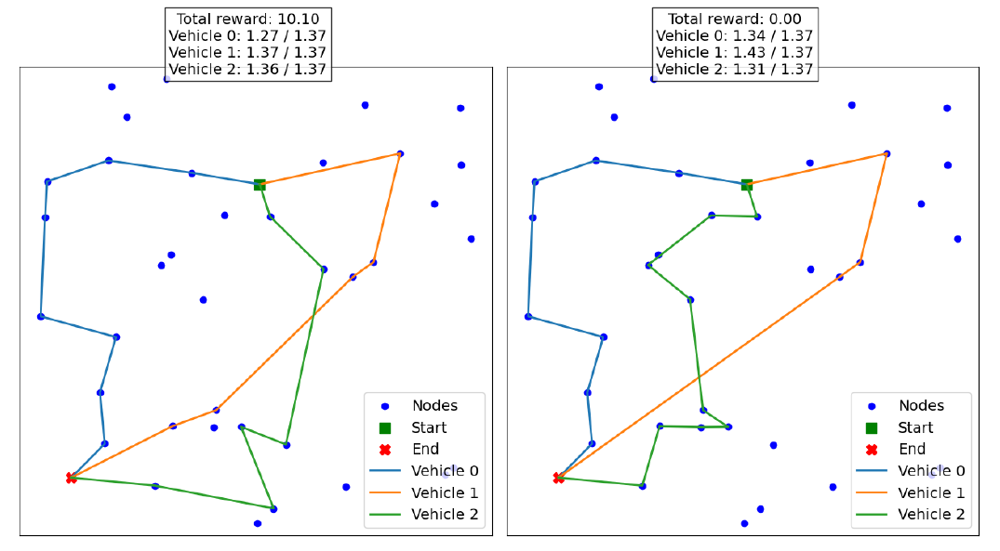 Total reward: 10.10
Vehicle 0: 1.27 / 1.37
Vehicle 1: 1.37 / 1.37
Vehicle 2: 1.36 / 1.37
Nodes
Start
End
Vehicle 0
Vehicle 1
Vehicle 2
Total reward: 0.00
Vehicle 0: 1.34 / 1.37
Vehicle 1: 1.43 / 1.37
Vehicle 2: 1.31 / 1.37
Nodes
Start
End
Vehicle 0
Vehicle 1
Vehicle 2